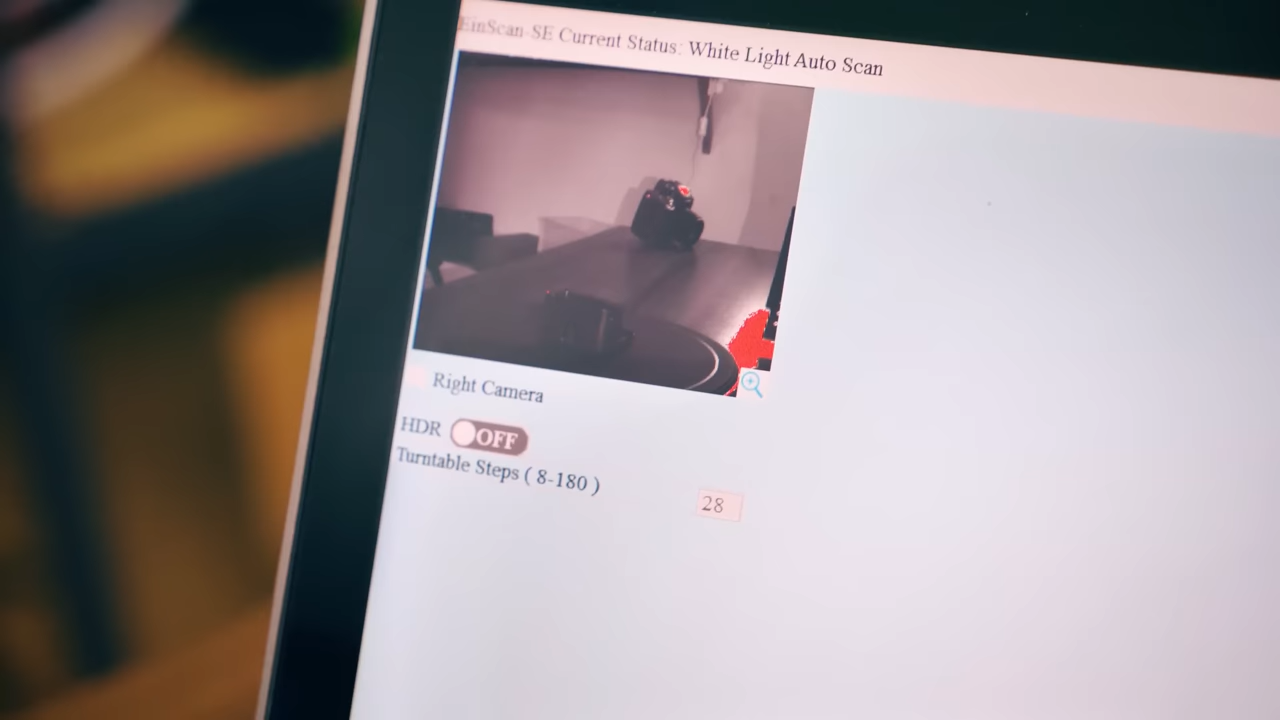 EinScan-SE Current Status: White Light Auto Scan
Right Camera
HDR OFF
Turntable Steps ( 8-180 )
28